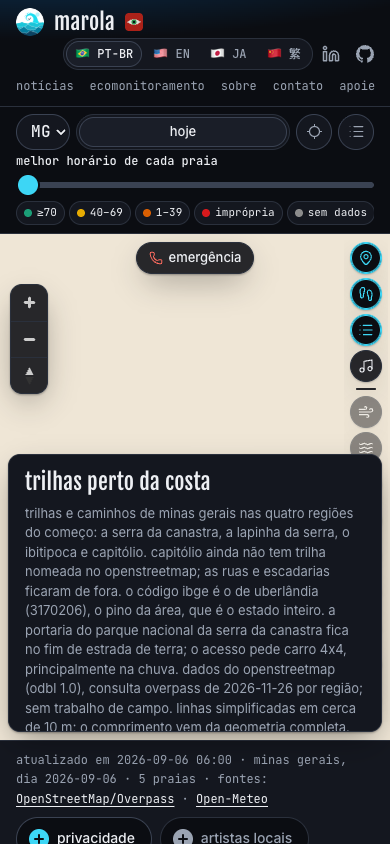 marola
PT-BR EN JA 繁
notícias ecomonitoramento sobre contato apoie
MG hoje
melhor horário de cada praia
≥70 40–69 1–39 imprópria sem dados
emergência
trilhas perto da costa
trilhas e caminhos de minas gerais nas quatro regiões
do começo: a serra da canastra, a lapinha da serra, o
ibitipoca e capitólio. capitólio ainda não tem trilha
nomeada no openstreetmap; as ruas e escadarias
ficaram de fora. o código ibge é o de uberlândia
(3170206), o pino da área, que é o estado inteiro. a
portaria do parque nacional da serra da canastra fica
no fim de estrada de terra; o acesso pede carro 4x4,
principalmente na chuva. dados do openstreetmap
(odbl 1.0), consulta overpass de 2026-11-26 por região;
sem trabalho de campo. linhas simplificadas em cerca
de 10 m; o comprimento vem da geometria completa.
atualizado em 2026-09-06 06:00 · minas gerais,
dia 2026-09-06 · 5 praias · fontes:
OpenStreetMap/Overpass · Open-Meteo
privacidade artistas locais